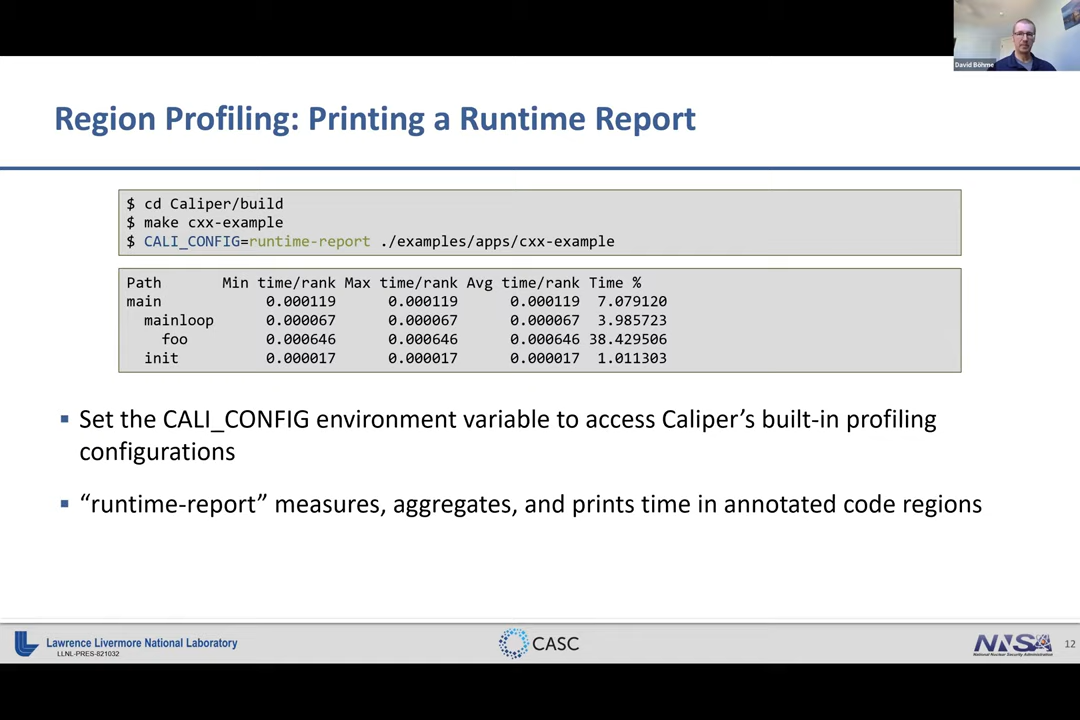 David Böhme
Region Profiling: Printing a Runtime Report
$ cd Caliper/build
$ make cxx-example
$ CALI_CONFIG=runtime-report ./examples/apps/cxx-example
Path Min time/rank Max time/rank Avg time/rank Time %
main 0.000119 0.000119 0.000119 7.079120
mainloop 0.000067 0.000067 0.000067 3.985723
foo 0.000646 0.000646 0.000646 38.429506
init 0.000017 0.000017 0.000017 1.011303
▪ Set the CALI_CONFIG environment variable to access Caliper’s built-in profiling
configurations
▪ “runtime-report” measures, aggregates, and prints time in annotated code regions
Lawrence Livermore National Laboratory
LLNL-PRES-821032
CASC
NNSA
National Nuclear Security Administration
12